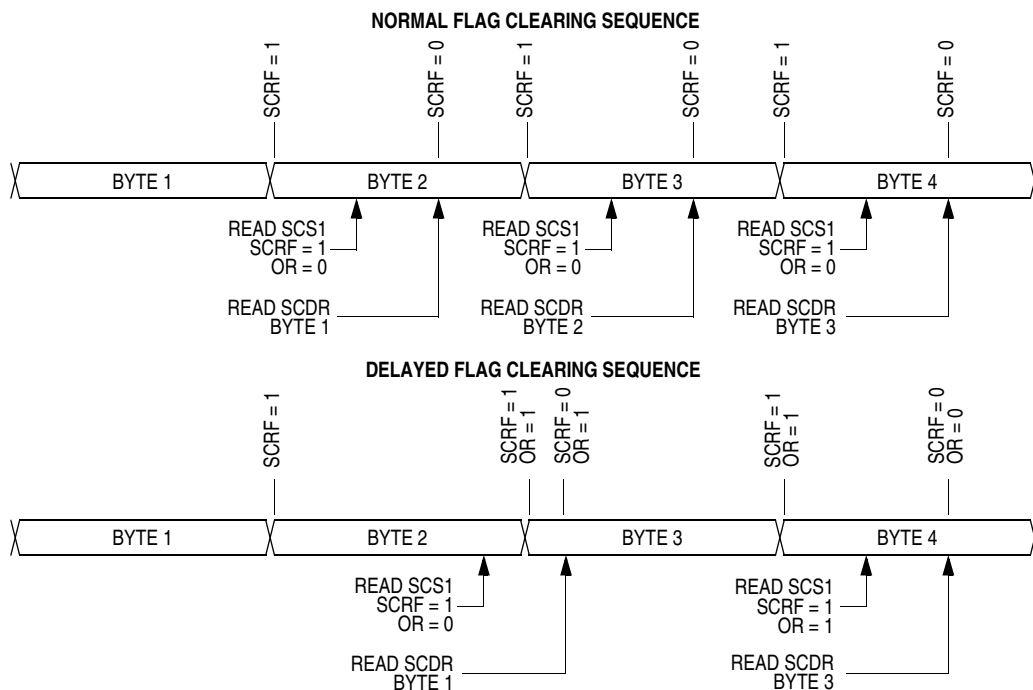 NORMAL FLAG CLEARING SEQUENCE
SCRF = 1
SCRF = 0
SCRF = 1
SCRF = 0
SCRF = 1
SCRF = 0
BYTE 1
BYTE 2
BYTE 3
BYTE 4
READ SCS1
SCRF = 1
OR = 0
READ SCS1
SCRF = 1
OR = 0
READ SCS1
SCRF = 1
OR = 0
READ SCDR
BYTE 1
READ SCDR
BYTE 2
READ SCDR
BYTE 3
DELAYED FLAG CLEARING SEQUENCE
SCRF = 1
SCRF = 1
OR = 1
SCRF = 0
OR = 1
SCRF = 1
OR = 1
SCRF = 0
OR = 0
BYTE 1
BYTE 2
BYTE 3
BYTE 4
READ SCS1
SCRF = 1
OR = 0
READ SCS1
SCRF = 1
OR = 1
READ SCDR
BYTE 1
READ SCDR
BYTE 3